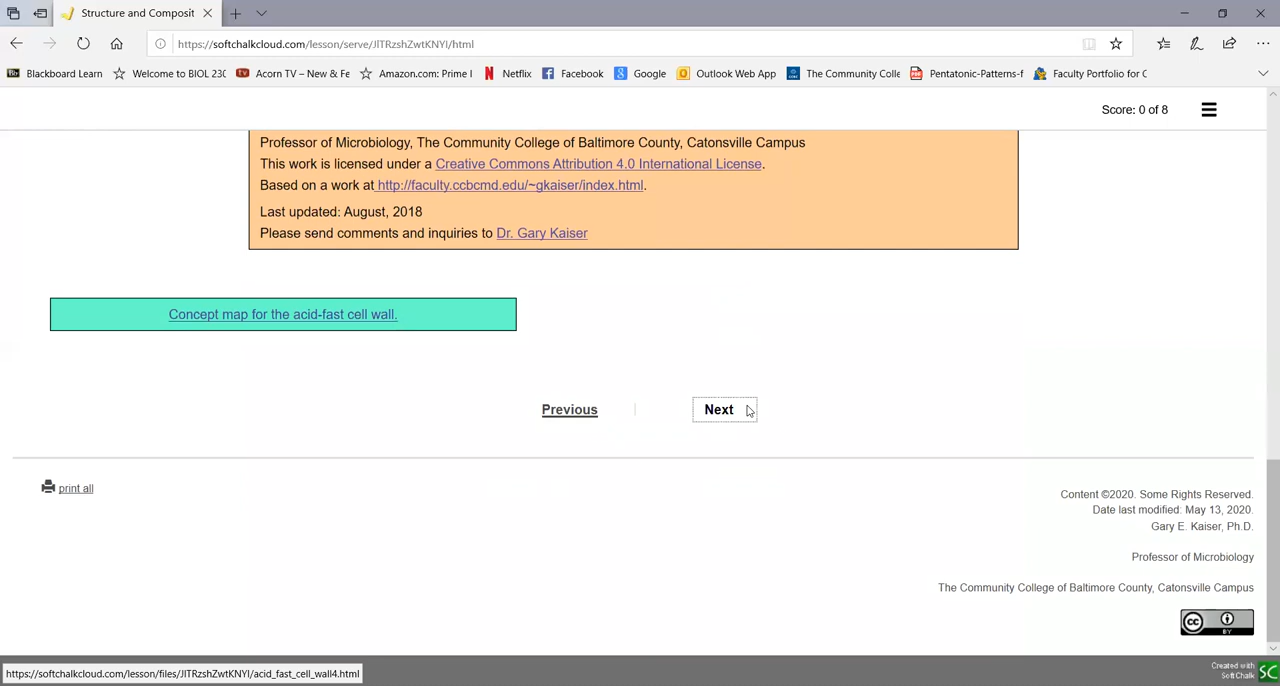 Structure and Composit
https://softchalkcloud.com/lesson/serve/JlTRzshZwtKNYI/html
Bb Blackboard Learn
Welcome to BIOL 230
Acorn TV – New & Fe
Amazon.com: Prime I
Netflix
Facebook
Google
Outlook Web App
The Community Colle
Pentatonic-Patterns-f
Faculty Portfolio for C
Score: 0 of 8
Professor of Microbiology, The Community College of Baltimore County, Catonsville Campus
This work is licensed under a Creative Commons Attribution 4.0 International License.
Based on a work at http://faculty.ccbcmd.edu/~gkaiser/index.html.
Last updated: August, 2018
Please send comments and inquiries to Dr. Gary Kaiser
Concept map for the acid-fast cell wall.
Previous | Next
print all
Content ©2020. Some Rights Reserved.
Date last modified: May 13, 2020.
Gary E. Kaiser, Ph.D.
Professor of Microbiology
The Community College of Baltimore County, Catonsville Campus
cc BY
https://softchalkcloud.com/lesson/files/JlTRzshZwtKNYI/acid_fast_cell_wall4.html
Created with
SoftChalk
SC